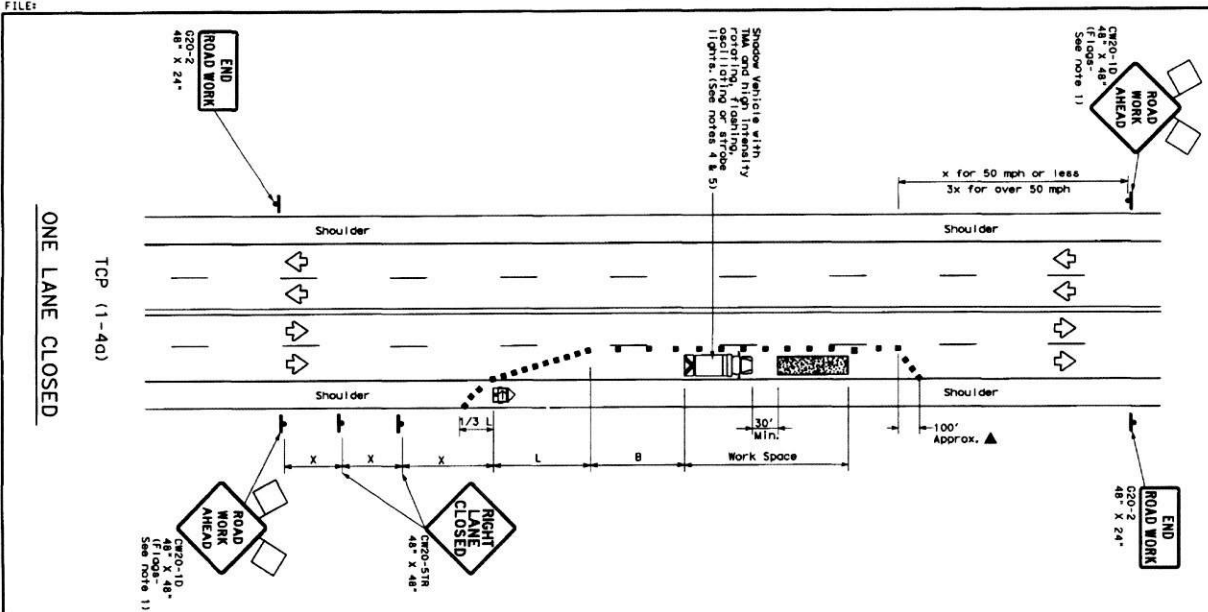 FILE:
END
ROAD WORK
G20-2
48" X 24"
Shadow Vehicle with
TMA and high intensity
rotating, flashing,
oscillating or strobe
lights. (See notes 4 & 5)
ROAD
WORK
AHEAD
CW20-1D
48" X 48"
(Flags-
See note 1)
x for 50 mph or less
3x for over 50 mph
Shoulder
Shoulder
ONE LANE CLOSED
TCP (1-4a)
Shoulder
Shoulder
1/3 L
30'
Min.
100'
Approx. ▲
X
X
X
L
B
Work Space
ROAD
WORK
AHEAD
CW20-1D
48" X 48"
(Flags-
See note 1)
RIGHT
LANE
CLOSED
CW20-5TR
48" X 48"
END
ROAD WORK
G20-2
48" X 24"